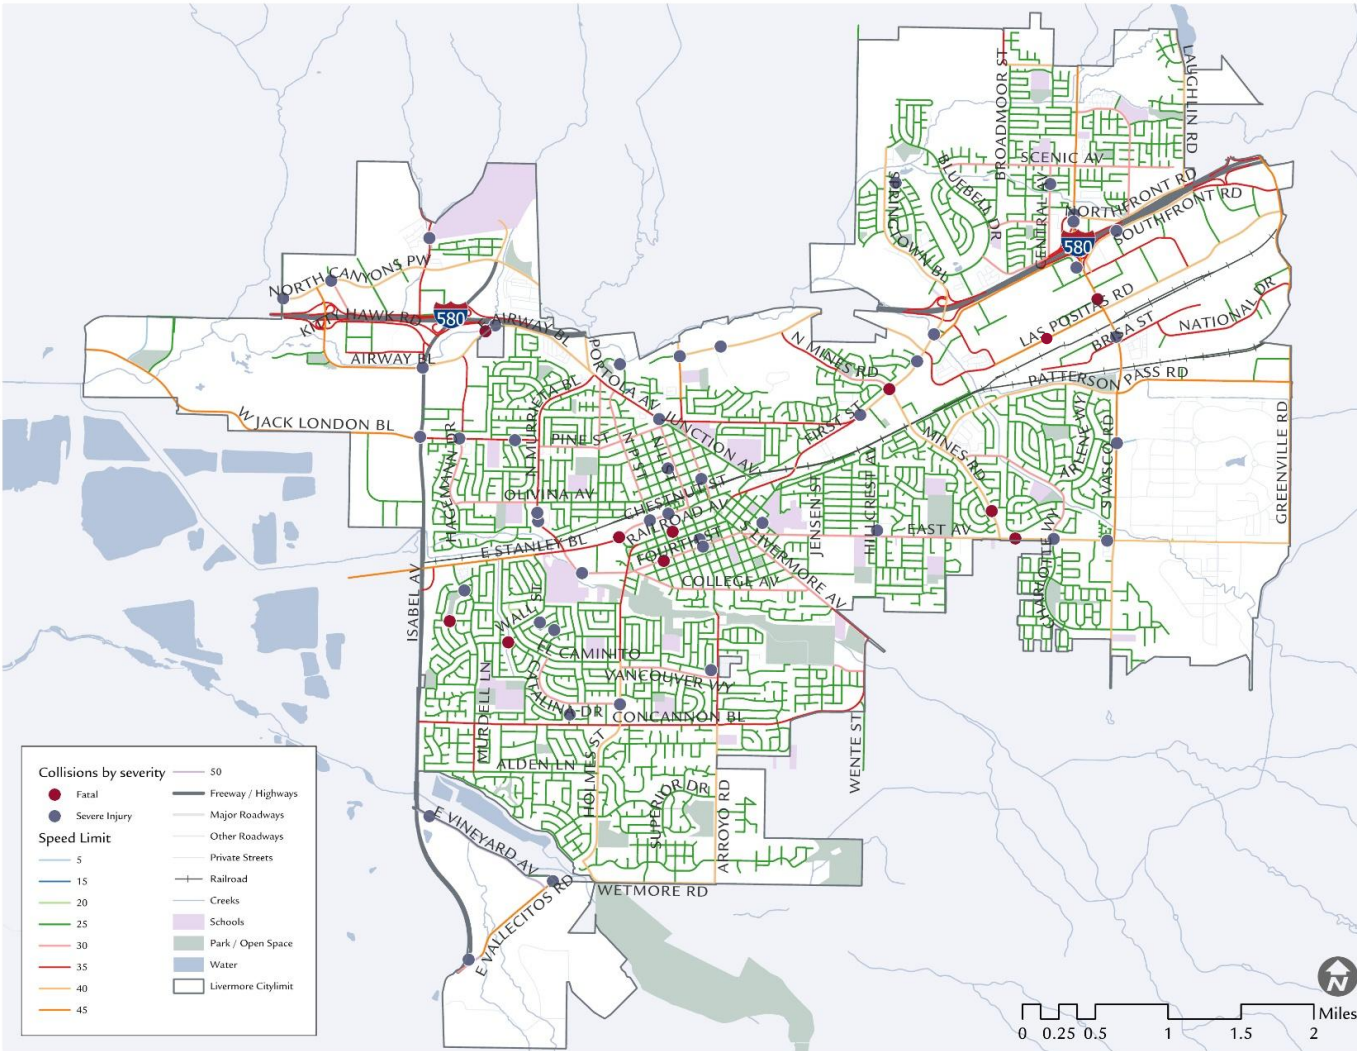 LAUGHLIN RD
BROADMOOR ST
SCENIC AV
BLUEBELL DR
SPRINGTOWN BL
CENTRAL AV
NORTHFRONT RD
SOUTHFRONT RD
580
NORTH CANYONS PW
KITTY HAWK RD
580
AIRWAY BL
AIRWAY BL
LAS POSITAS RD
BRISA ST
NATIONAL DR
PORTOLA AV
N MINES RD
PATTERSON PASS RD
W JACK LONDON BL
N MURRIETA BL
JUNCTION AV
FIRST ST
PINE ST
N P ST
N L ST
MINES RD
ARLENE WY
S VASCO RD
GREENVILLE RD
HAGEMANN DR
OLIVINA AV
CHESTNUT ST
RAILROAD AV
JENSEN ST
HILLCREST AV
EAST AV
E STANLEY BL
FOURTH ST
S LIVERMORE AV
COLLEGE AV
CHARLOTTE WY
ISABEL AV
WALL ST
EL CAMINITO
VANCOUVER WY
CATALINA DR
CONCANNON BL
MURDELL LN
WENTE ST
ALDEN LN
HOLMES ST
SUPERIOR DR
ARROYO RD
E VINEYARD AV
WETMORE RD
E VALLECITOS RD
Collisions by severity
Fatal
Severe Injury
Speed Limit
5
15
20
25
30
35
40
45
50
Freeway / Highways
Major Roadways
Other Roadways
Private Streets
Railroad
Creeks
Schools
Park / Open Space
Water
Livermore Citylimit
N
Miles
0 0.25 0.5 1 1.5 2